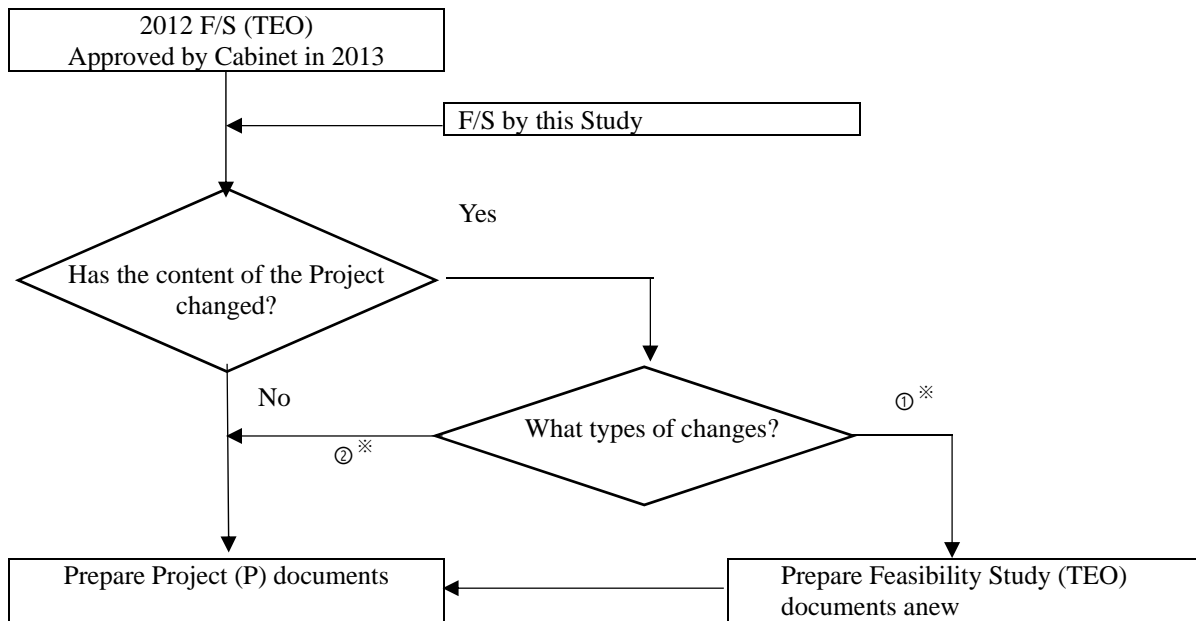 2012 F/S (TEO)
Approved by Cabinet in 2013
F/S by this Study
Yes
Has the content of the Project
changed?
No
①※
What types of changes?
②※
Prepare Project (P) documents
Prepare Feasibility Study (TEO)
documents anew